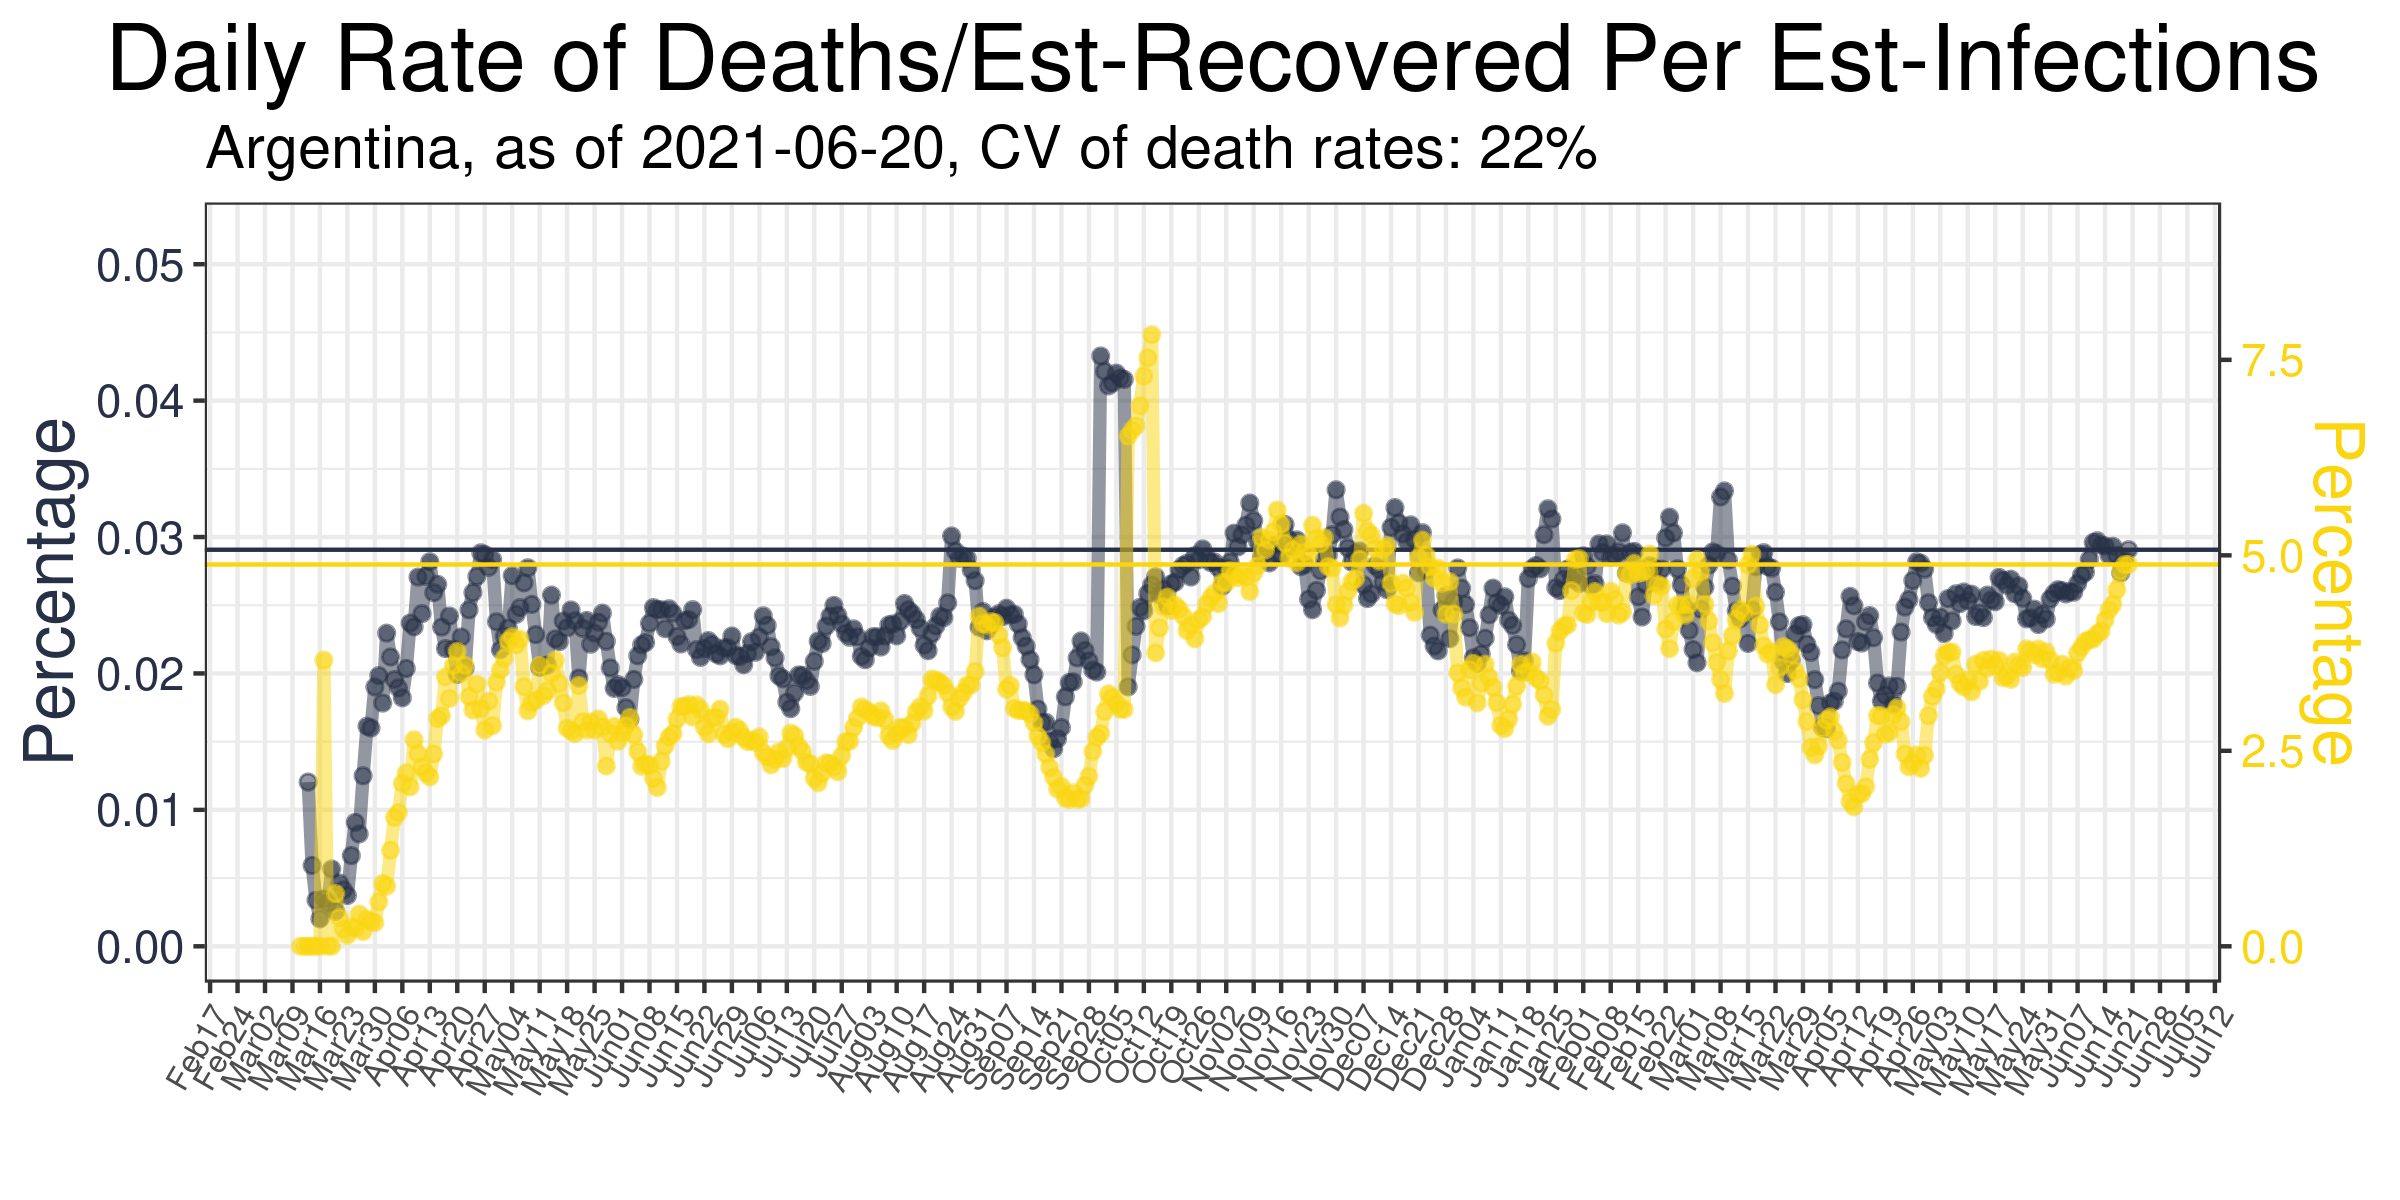 Daily Rate of Deaths/Est-Recovered Per Est-Infections
Argentina, as of 2021-06-20, CV of death rates: 22%
Percentage
0.05
0.04
0.03
0.02
0.01
0.00
7.5
5.0
2.5
0.0
Percentage
Feb17 Feb24 Mar02 Mar09 Mar16 Mar23 Mar30 Apr06 Apr13 Apr20 Apr27 May04 May11 May18 May25 Jun01 Jun08 Jun15 Jun22 Jun29 Jul06 Jul13 Jul20 Jul27 Aug03 Aug10 Aug17 Aug24 Aug31 Sep07 Sep14 Sep21 Sep28 Oct05 Oct12 Oct19 Oct26 Nov02 Nov09 Nov16 Nov23 Nov30 Dec07 Dec14 Dec21 Dec28 Jan04 Jan11 Jan18 Jan25 Feb01 Feb08 Feb15 Feb22 Mar01 Mar08 Mar15 Mar22 Mar29 Apr05 Apr12 Apr19 Apr26 May03 May10 May17 May24 May31 Jun07 Jun14 Jun21 Jun28 Jul05 Jul12